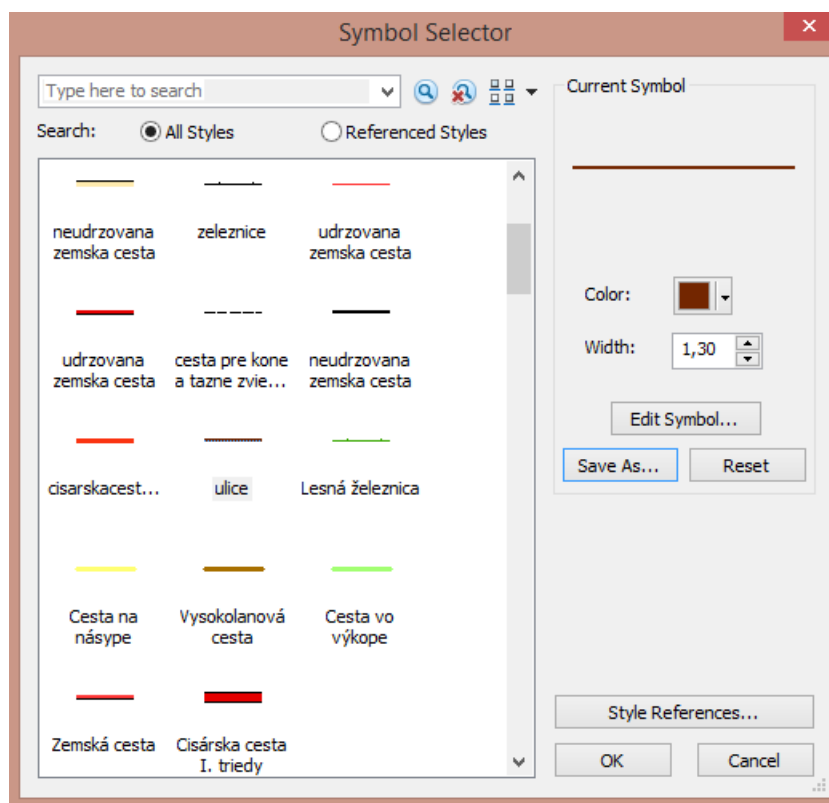 Symbol Selector
Type here to search
Search:
All Styles
Referenced Styles
neudrzovana
zemska cesta
zeleznice
udrzovana
zemska cesta
udrzovana
zemska cesta
cesta pre kone
a tazne zvie...
neudrzovana
zemska cesta
cisarskacest...
ulice
Lesná železnica
Cesta na
násype
Vysokolanová
cesta
Cesta vo
výkope
Zemská cesta
Cisárska cesta
I. triedy
Current Symbol
Color:
Width:
1,30
Edit Symbol...
Save As...
Reset
Style References...
OK
Cancel